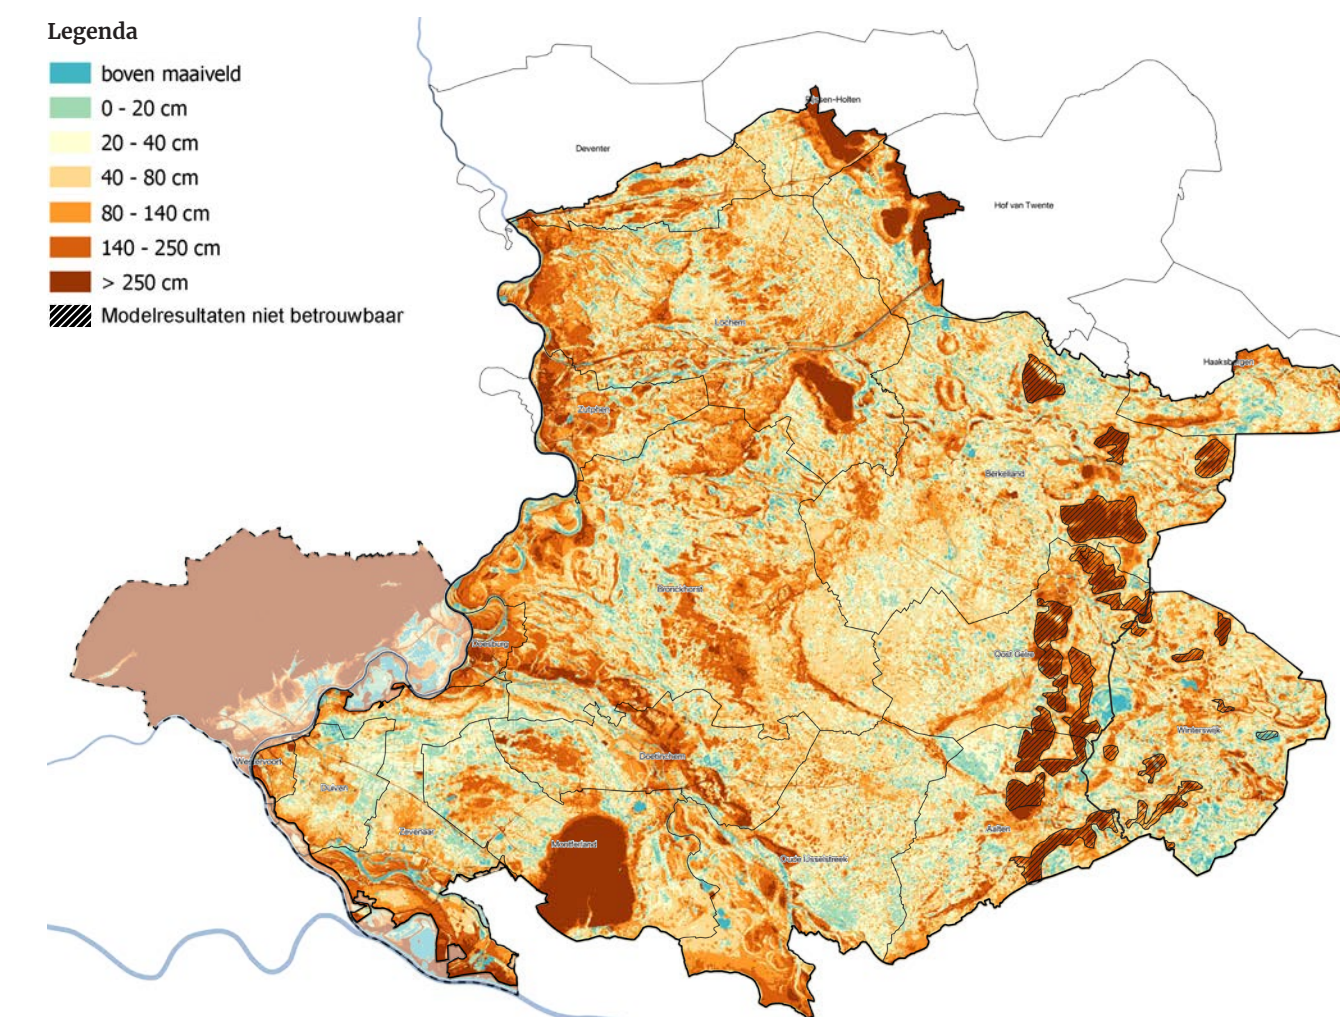 Legenda
boven maaiveld
0 - 20 cm
20 - 40 cm
40 - 80 cm
80 - 140 cm
140 - 250 cm
> 250 cm
Modelresultaten niet betrouwbaar
Rijssen-Holten
Deventer
Hof van Twente
Lochem
Haaksbergen
Zutphen
Berkelland
Bronckhorst
Doesburg
Oost Gelre
Winterswijk
Doetinchem
Westervoort
Duiven
Zevenaar
Aalten
Montferland
Oude IJsselstreek